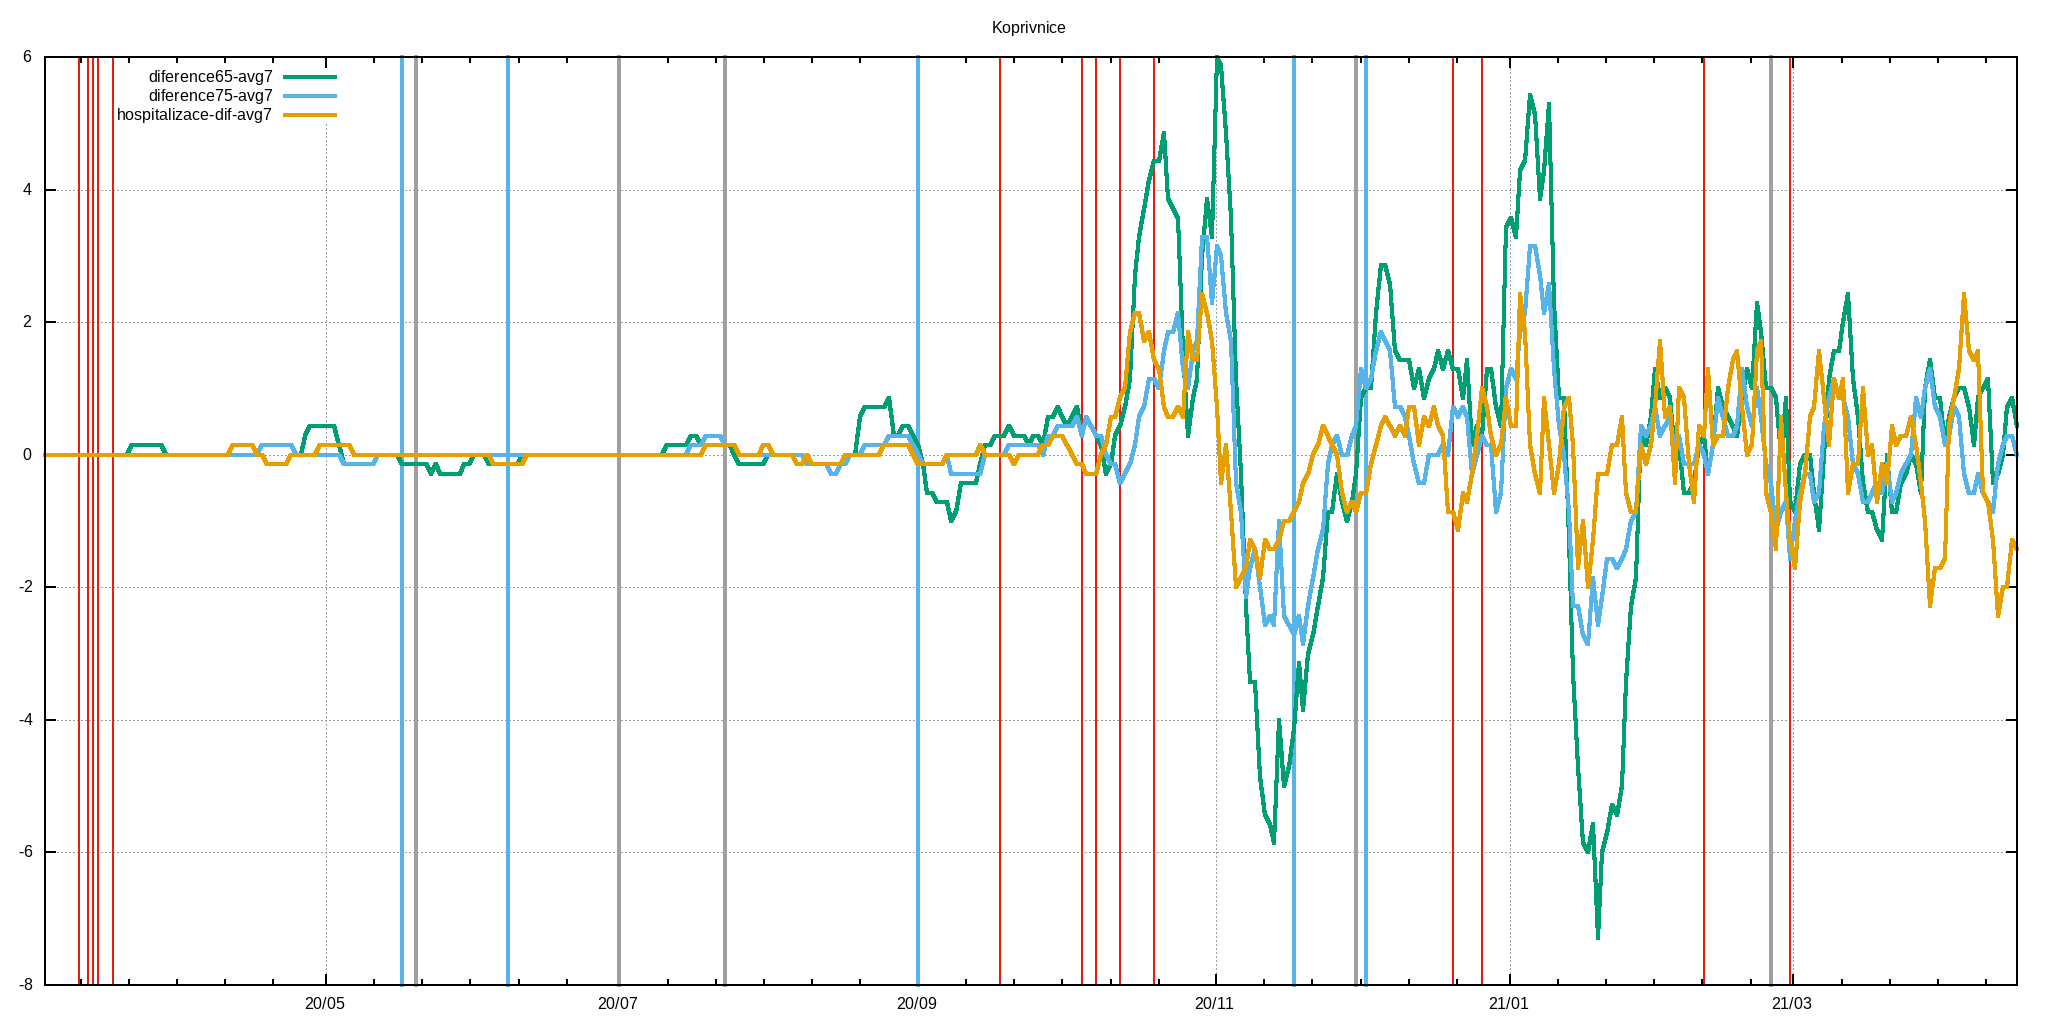 Koprivnice
diference65-avg7
diference75-avg7
hospitalizace-dif-avg7
6
4
2
0
-2
-4
-6
-8
20/05 20/07 20/09 20/11 21/01 21/03